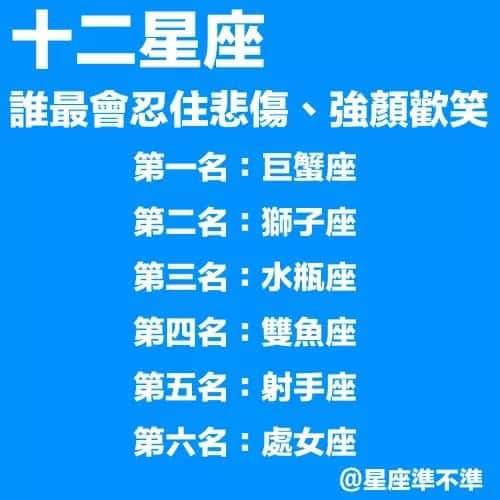 十二星座
誰最會忍住悲傷、強顏歡笑
第一名：巨蟹座
第二名：獅子座
第三名：水瓶座
第四名：雙魚座
第五名：射手座
第六名：處女座
@星座準不準